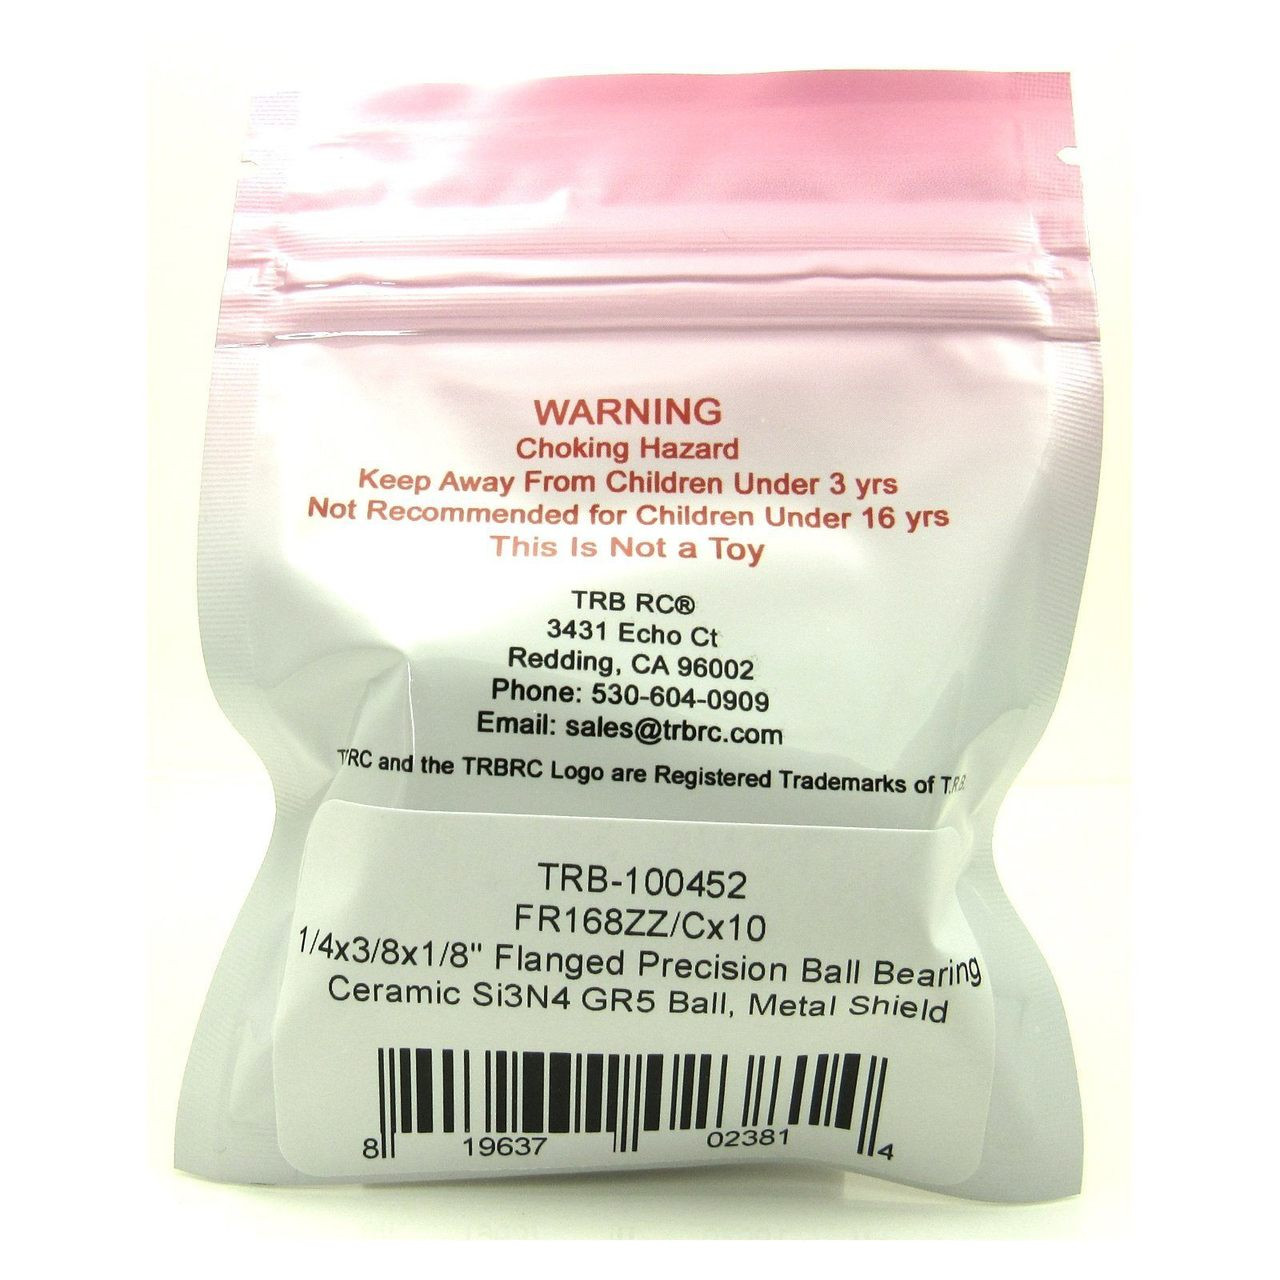 WARNING
Choking Hazard
Keep Away From Children Under 3 yrs
Not Recommended for Children Under 16 yrs
This Is Not a Toy
TRB RC®
3431 Echo Ct
Redding, CA 96002
Phone: 530-604-0909
Email: sales@trbrc.com
and the TRBRC Logo are Registered Trademarks of T.R.B.
TRB-100452
FR168ZZ/Cx10
1/4x3/8x1/8" Flanged Precision Ball Bearing
Ceramic Si3N4 GR5 Ball, Metal Shield
8 19637 02381 4